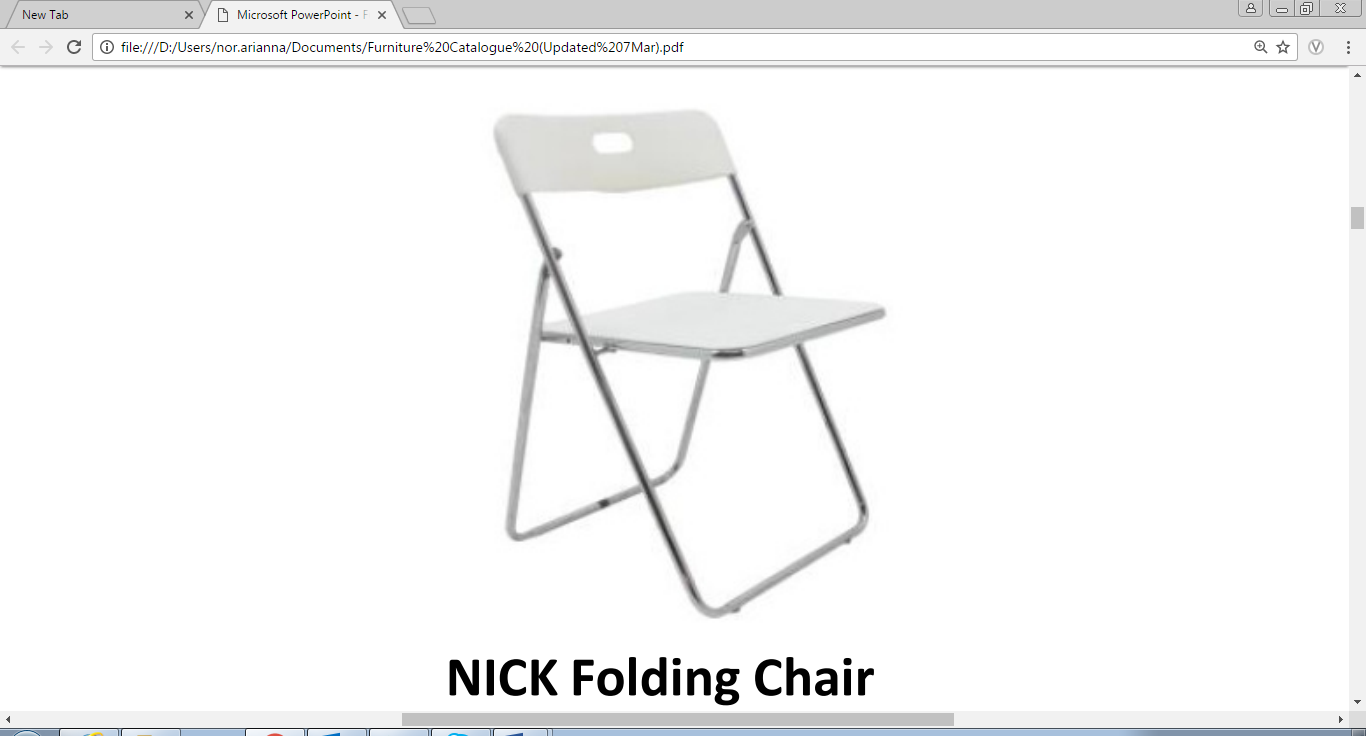 New Tab
Microsoft PowerPoint - F
file:///D:/Users/nor.arianna/Documents/Furniture%20Catalogue%20(Updated%207Mar).pdf
NICK Folding Chair